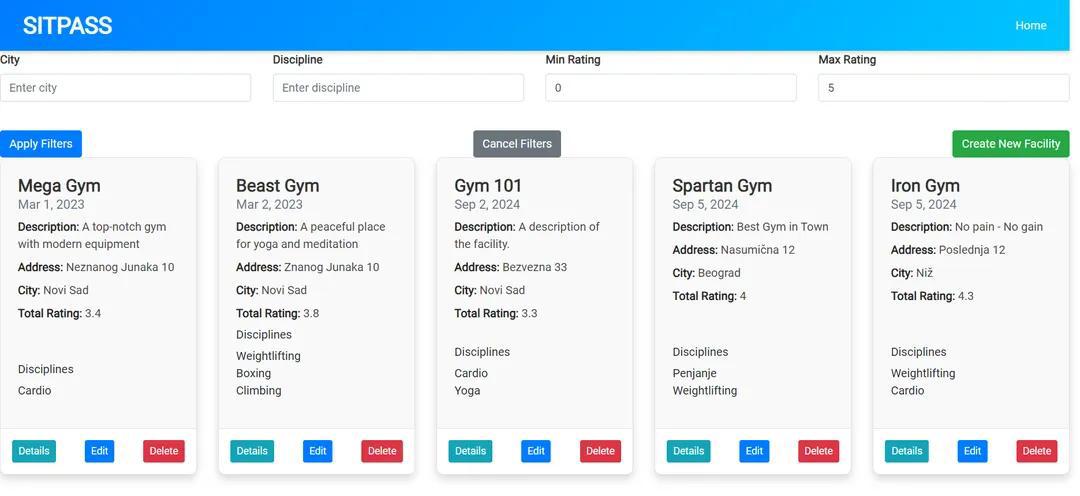 SITPASS
Home
City
Discipline
Min Rating
Max Rating
Enter city
Enter discipline
0
5
Apply Filters
Cancel Filters
Create New Facility
Mega Gym
Mar 1, 2023
Description: A top-notch gym
with modern equipment
Address: Neznanog Junaka 10
City: Novi Sad
Total Rating: 3.4
Disciplines
Cardio
Details
Edit
Delete
Beast Gym
Mar 2, 2023
Description: A peaceful place
for yoga and meditation
Address: Znanog Junaka 10
City: Novi Sad
Total Rating: 3.8
Disciplines
Weightlifting
Boxing
Climbing
Details
Edit
Delete
Gym 101
Sep 2, 2024
Description: A description of
the facility.
Address: Bezvezna 33
City: Novi Sad
Total Rating: 3.3
Disciplines
Cardio
Yoga
Details
Edit
Delete
Spartan Gym
Sep 5, 2024
Description: Best Gym in Town
Address: Nasumična 12
City: Beograd
Total Rating: 4
Disciplines
Penjanje
Weightlifting
Details
Edit
Delete
Iron Gym
Sep 5, 2024
Description: No pain - No gain
Address: Poslednja 12
City: Niž
Total Rating: 4.3
Disciplines
Weightlifting
Cardio
Details
Edit
Delete